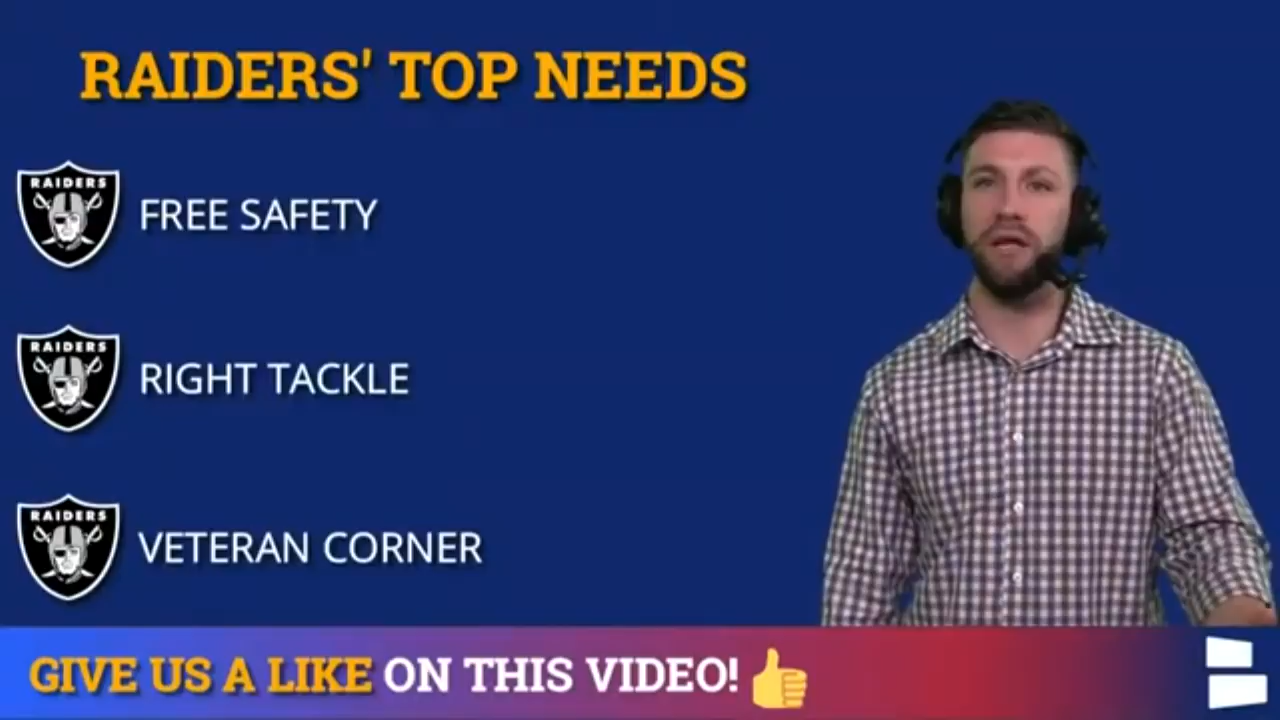 RAIDERS' TOP NEEDS
RAIDERS
FREE SAFETY
RAIDERS
RIGHT TACKLE
RAIDERS
VETERAN CORNER
GIVE US A LIKE ON THIS VIDEO!